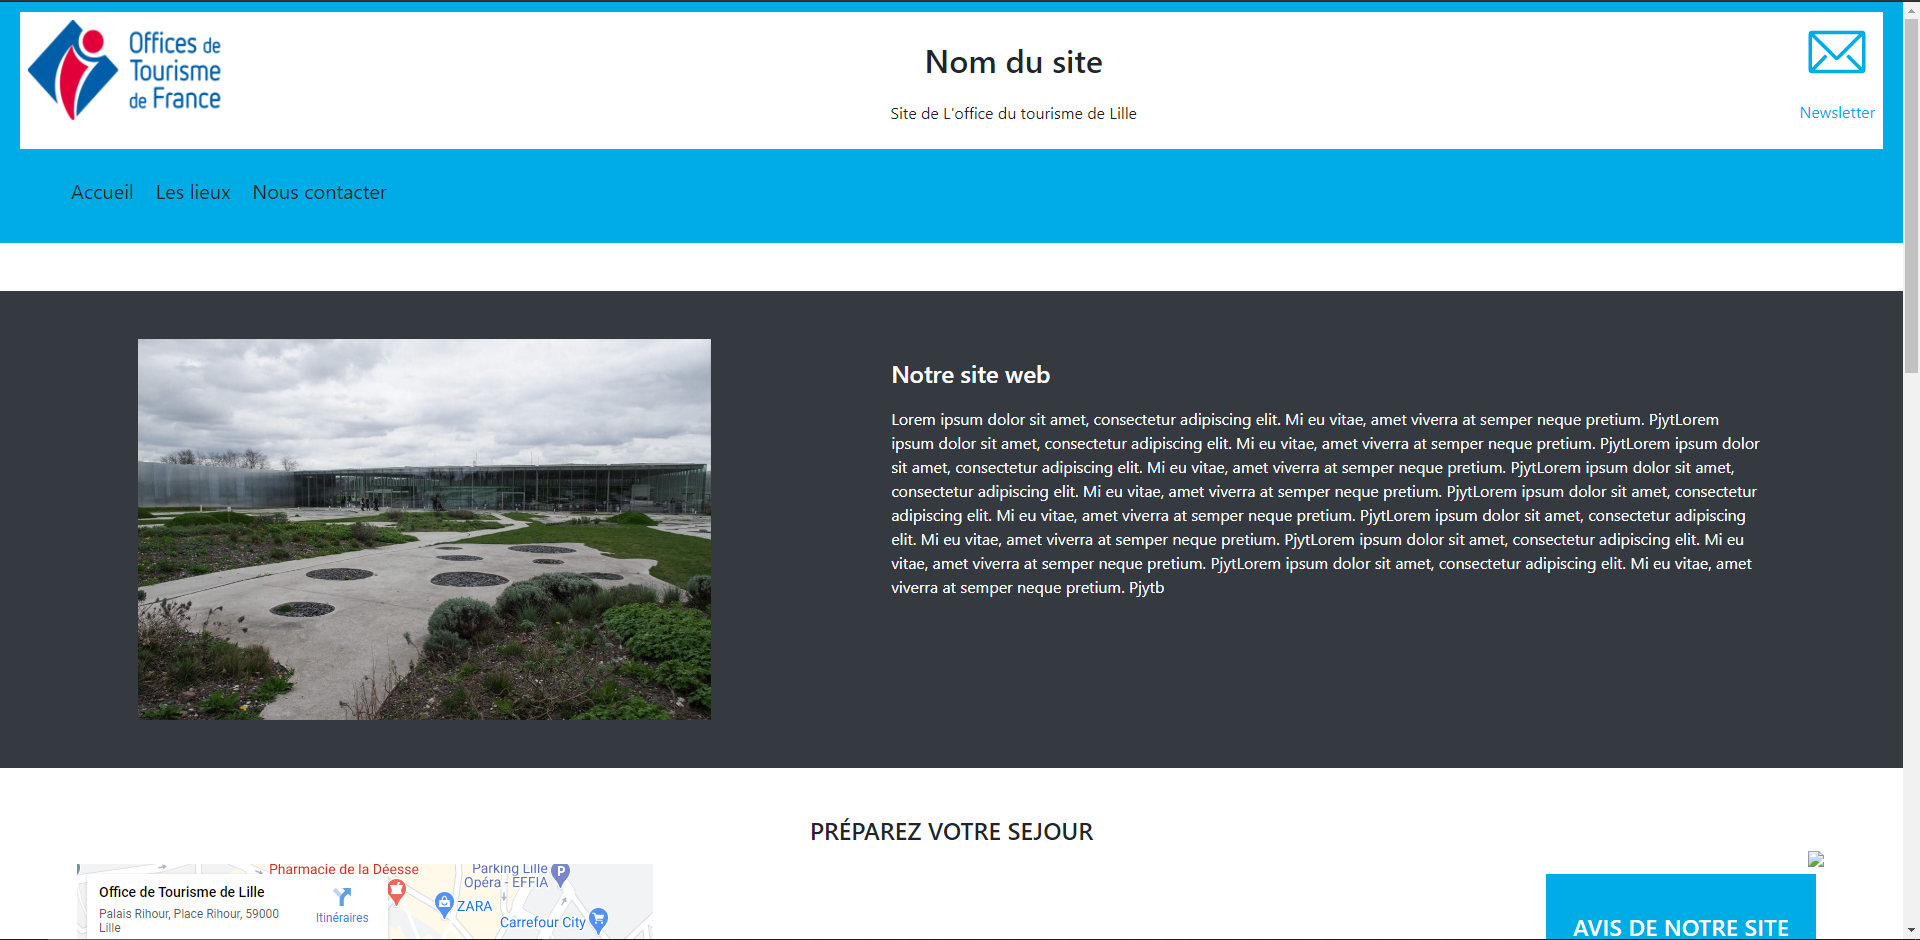 Offices de
Tourisme
de France
Nom du site
Site de L'office du tourisme de Lille
Newsletter
Accueil Les lieux Nous contacter
Notre site web
Lorem ipsum dolor sit amet, consectetur adipiscing elit. Mi eu vitae, amet viverra at semper neque pretium. PjytLorem
ipsum dolor sit amet, consectetur adipiscing elit. Mi eu vitae, amet viverra at semper neque pretium. PjytLorem ipsum dolor
sit amet, consectetur adipiscing elit. Mi eu vitae, amet viverra at semper neque pretium. PjytLorem ipsum dolor sit amet,
consectetur adipiscing elit. Mi eu vitae, amet viverra at semper neque pretium. PjytLorem ipsum dolor sit amet, consectetur
adipiscing elit. Mi eu vitae, amet viverra at semper neque pretium. PjytLorem ipsum dolor sit amet, consectetur adipiscing
elit. Mi eu vitae, amet viverra at semper neque pretium. PjytLorem ipsum dolor sit amet, consectetur adipiscing elit. Mi eu
vitae, amet viverra at semper neque pretium. PjytLorem ipsum dolor sit amet, consectetur adipiscing elit. Mi eu vitae, amet
viverra at semper neque pretium. Pjytb
PRÉPAREZ VOTRE SEJOUR
Office de Tourisme de Lille
Palais Rihour, Place Rihour, 59000
Lille
Itinéraires
Pharmacie de la Déesse
Parking Lille
Opéra - EFFIA
P
ZARA
Carrefour City
AVIS DE NOTRE SITE